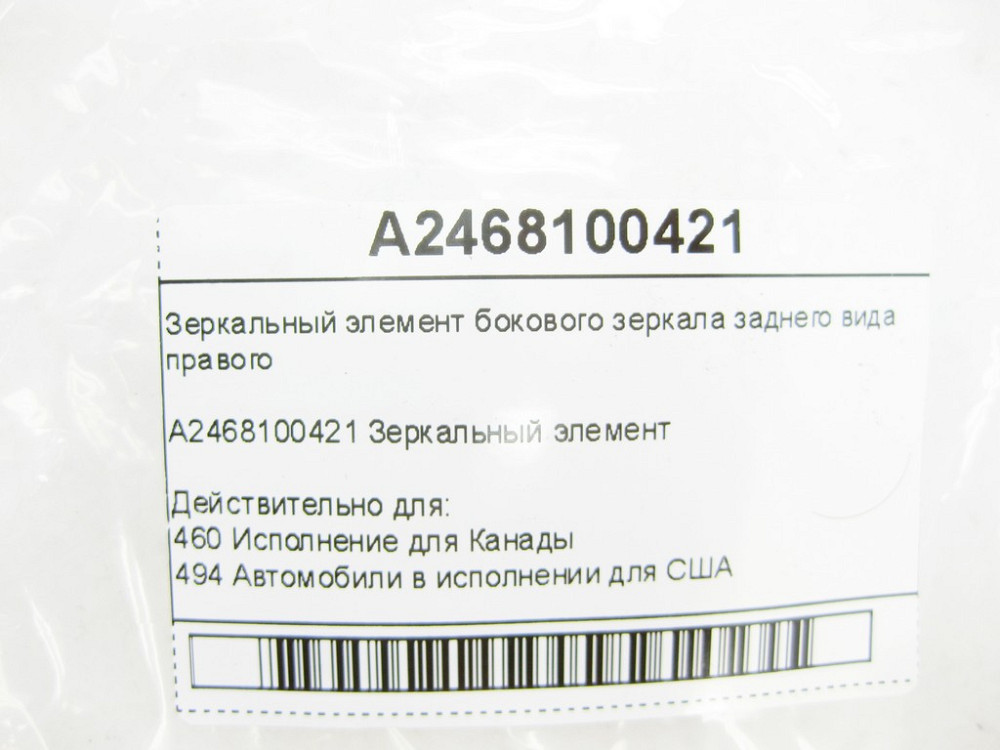 A2468100421
Зеркальный элемент бокового зеркала заднего вида
правого
A2468100421 Зеркальный элемент
Действительно для:
460 Исполнение для Канады
494 Автомобили в исполнении для США